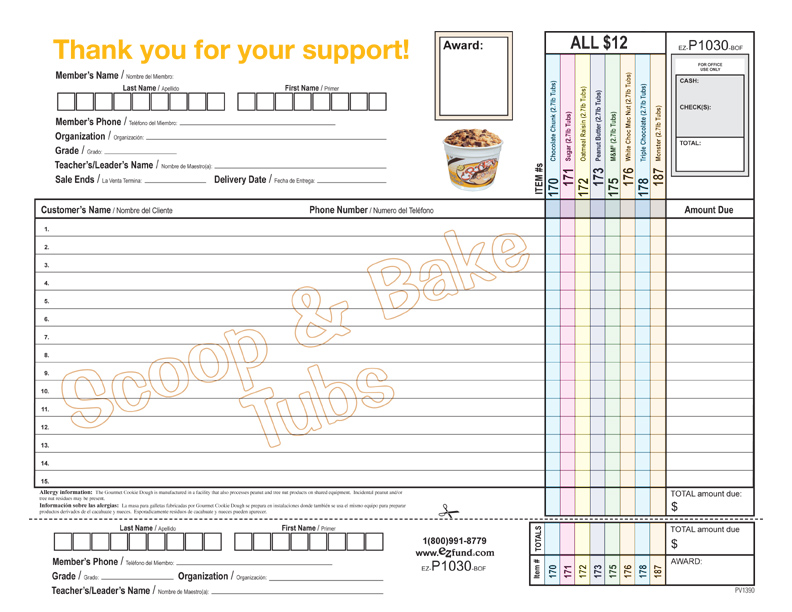 Thank you for your support!
Member's Name / Nombre del Miembro:
Last Name / Apellido
First Name / Primer
Member's Phone / Teléfono del Miembro:
Organization / Organización:
Grade / Grado:
Teacher's/Leader's Name / Nombre de Maestro(a):
Sale Ends / La Venta Termina:
Delivery Date / Fecha de Entrega:
Award:
ALL $12
ITEM #s
170 Chocolate Chunk (2.7lb Tubs)
171 Sugar (2.7lb Tubs)
172 Oatmeal Raisin (2.7lb Tubs)
173 Peanut Butter (2.7lb Tubs)
175 M&M® (2.7lb Tubs)
176 White Choc Mac Nut (2.7lb Tubs)
178 Triple Chocolate (2.7lb Tubs)
187 Monster (2.7lb Tubs)
EZ-P1030-BOF
FOR OFFICE
USE ONLY
CASH:
CHECK(S):
TOTAL:
Customer's Name / Nombre del Cliente
Phone Number / Numero del Teléfono
Amount Due
1.
2.
3.
4.
5.
6.
7.
8.
9.
10.
11.
12.
13.
14.
15.
Scoop & Bake
Tubs
Allergy information: The Gourmet Cookie Dough is manufactured in a facility that also processes peanut and tree nut products on shared equipment. Incidental peanut and/or
tree nut residues may be present.
Información sobre las alergias: La masa para galletas fabricadas por Gourmet Cookie Dough se prepara en instalaciones donde también se usa el mismo equipo para preparar
productos derivados de el cacahuate y nueces. Esporadicamente residuos de cacahuate y nueces pueden aparecer.
TOTAL amount due:
$
Last Name / Apellido
First Name / Primer
Member's Phone / Teléfono del Miembro:
Grade / Grado:
Organization / Organización:
Teacher's/Leader's Name / Nombre de Maestro(a):
1(800)991-8779
www.ezfund.com
EZ-P1030-BOF
TOTALS
Item #
170
171
172
173
175
176
178
187
TOTAL amount due
$
AWARD:
PV1390